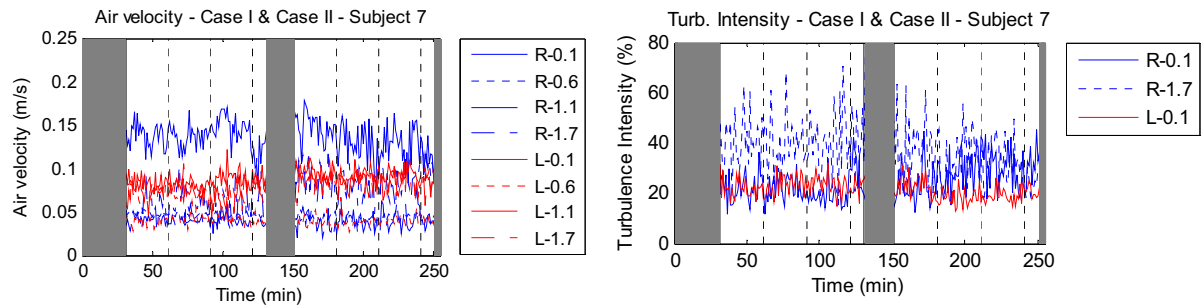 Air velocity - Case I & Case II - Subject 7
0.25
0.2
0.15
0.1
0.05
0
Air velocity (m/s)
0 50 100 150 200 250
Time (min)
R-0.1
R-0.6
R-1.1
R-1.7
L-0.1
L-0.6
L-1.1
L-1.7
Turb. Intensity - Case I & Case II - Subject 7
80
60
40
20
0
Turbulence Intensity (%)
0 50 100 150 200 250
Time (min)
R-0.1
R-1.7
L-0.1